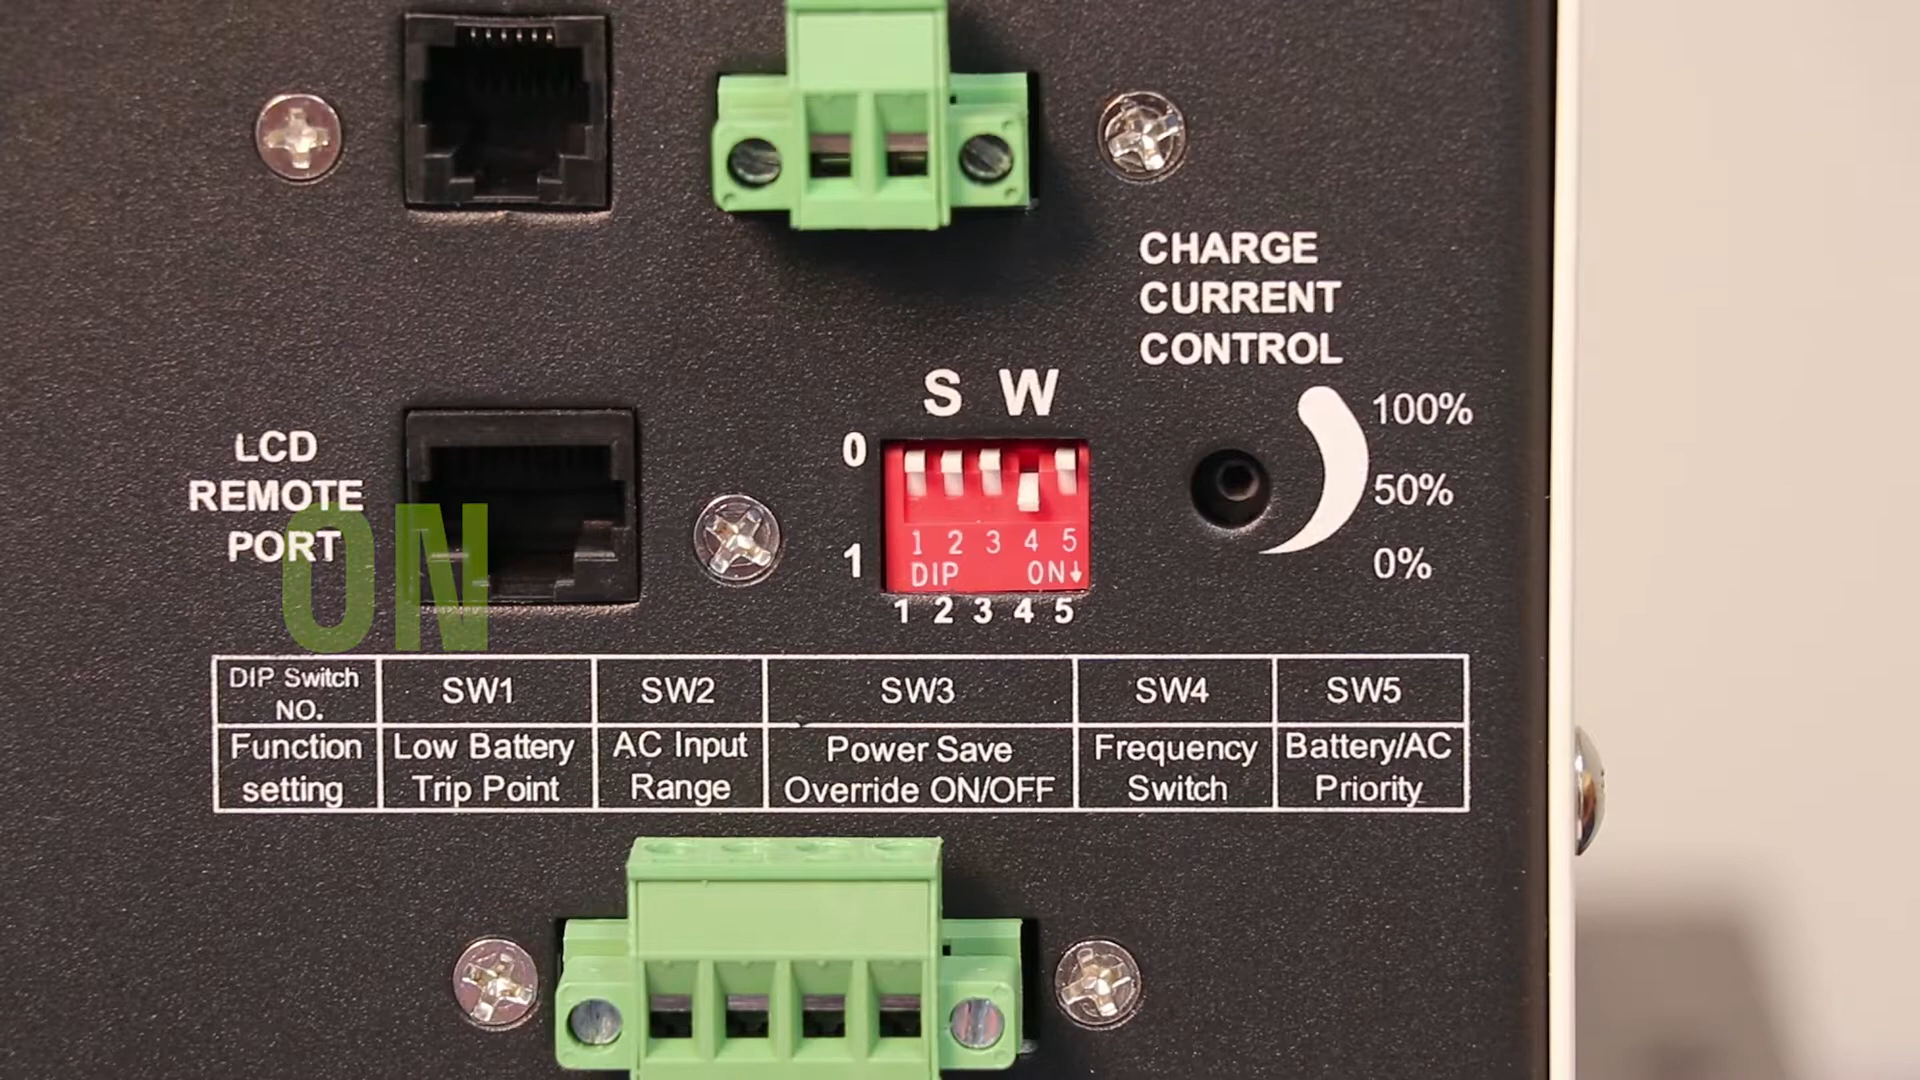 CHARGE
CURRENT
CONTROL
S W
0
100%
LCD
REMOTE
PORT
50%
ON
1 2 3 4 5
1
DIP ON↓
0%
1 2 3 4 5
DIP Switch NO. SW1 SW2 SW3 SW4 SW5
Function Low Battery AC Input Power Save Frequency Battery/AC
setting Trip Point Range Override ON/OFF Switch Priority